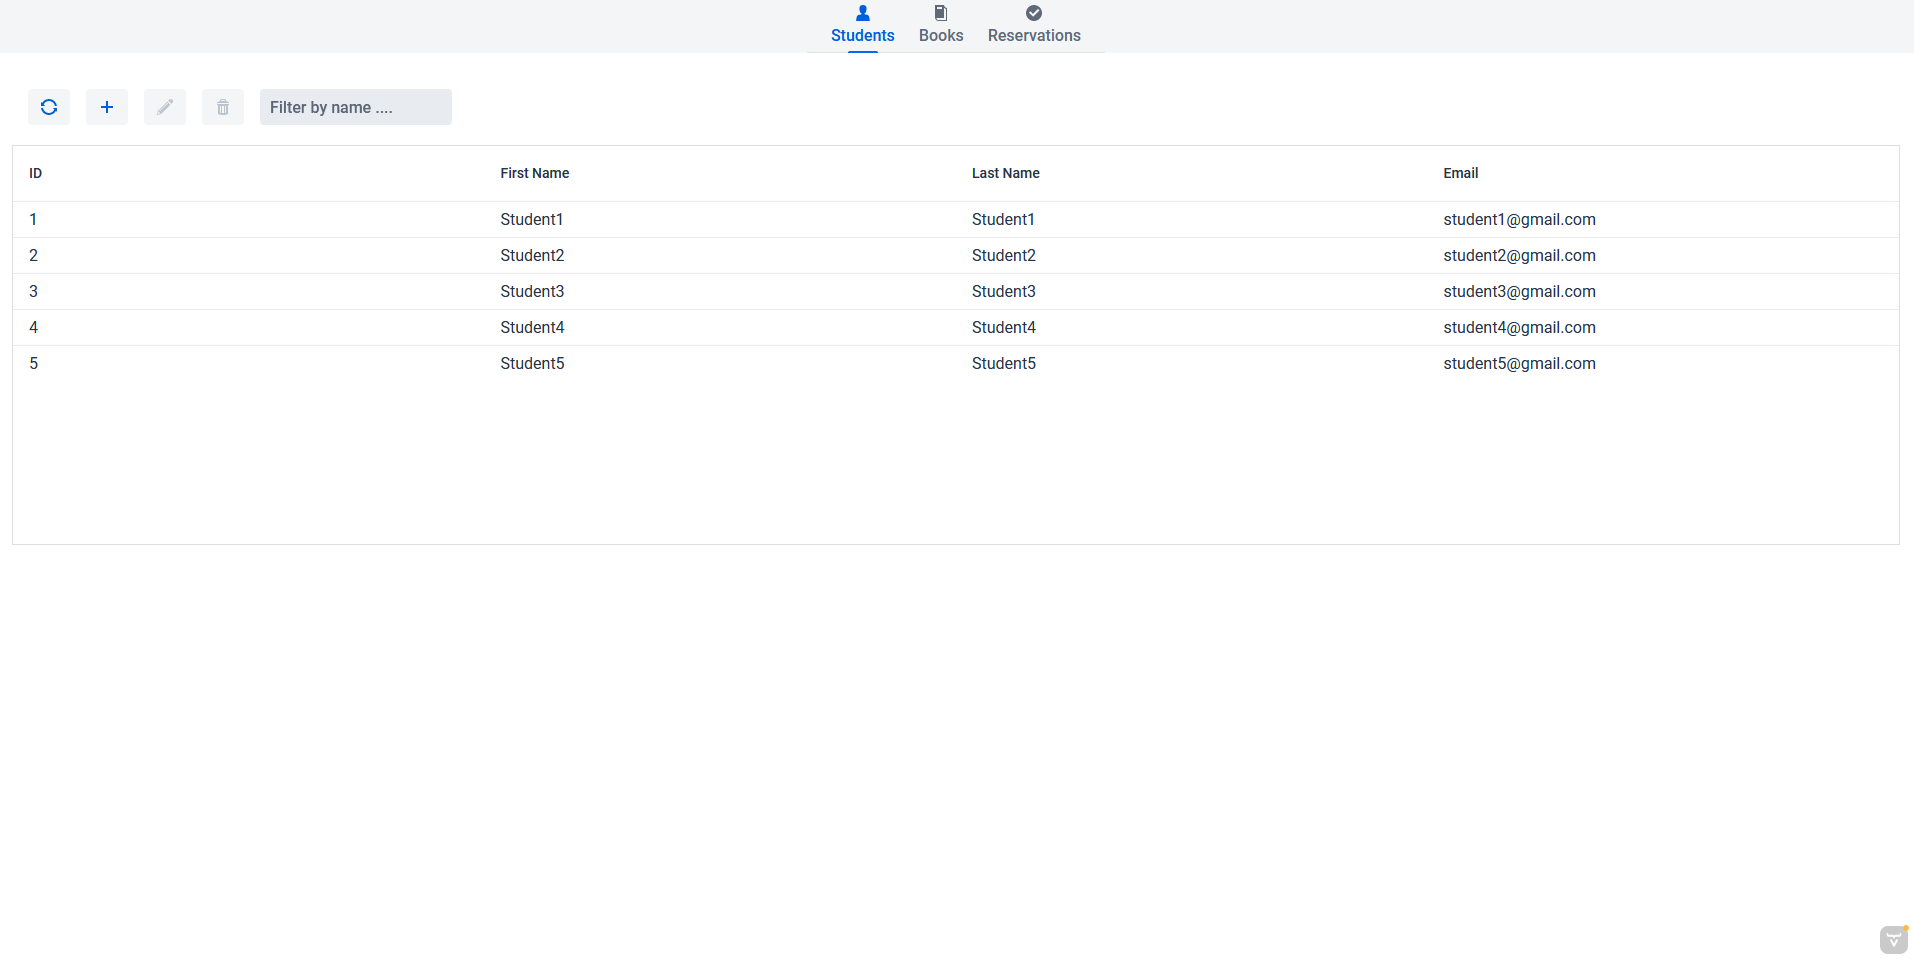 Students Books Reservations
Filter by name ....
ID First Name Last Name Email
1 Student1 Student1 student1@gmail.com
2 Student2 Student2 student2@gmail.com
3 Student3 Student3 student3@gmail.com
4 Student4 Student4 student4@gmail.com
5 Student5 Student5 student5@gmail.com